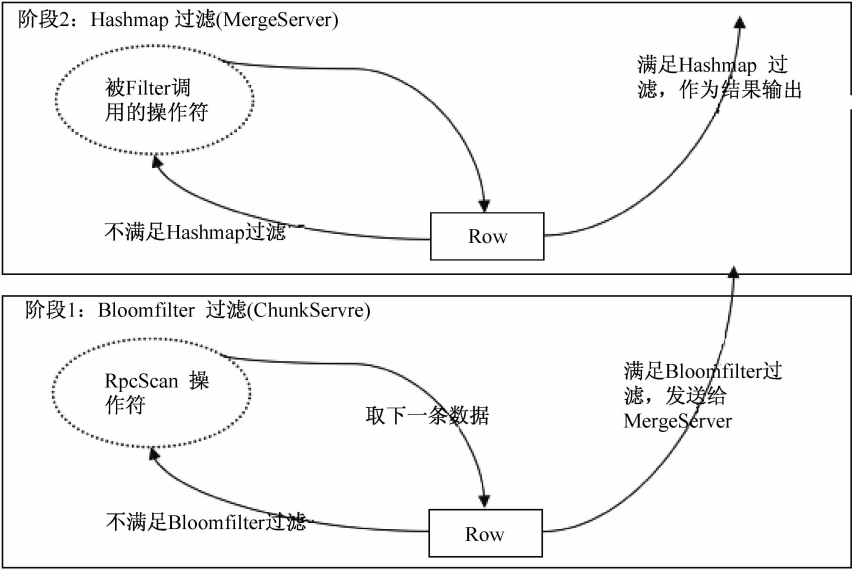 阶段2：Hashmap 过滤(MergeServer)
被Filter调
用的操作符
满足Hashmap 过
滤，作为结果输出
不满足Hashmap过滤
Row
阶段1：Bloomfilter 过滤(ChunkServre)
RpcScan 操
作符
取下一条数据
满足Bloomfilter过
滤，发送给
MergeServer
不满足Bloomfilter过滤
Row